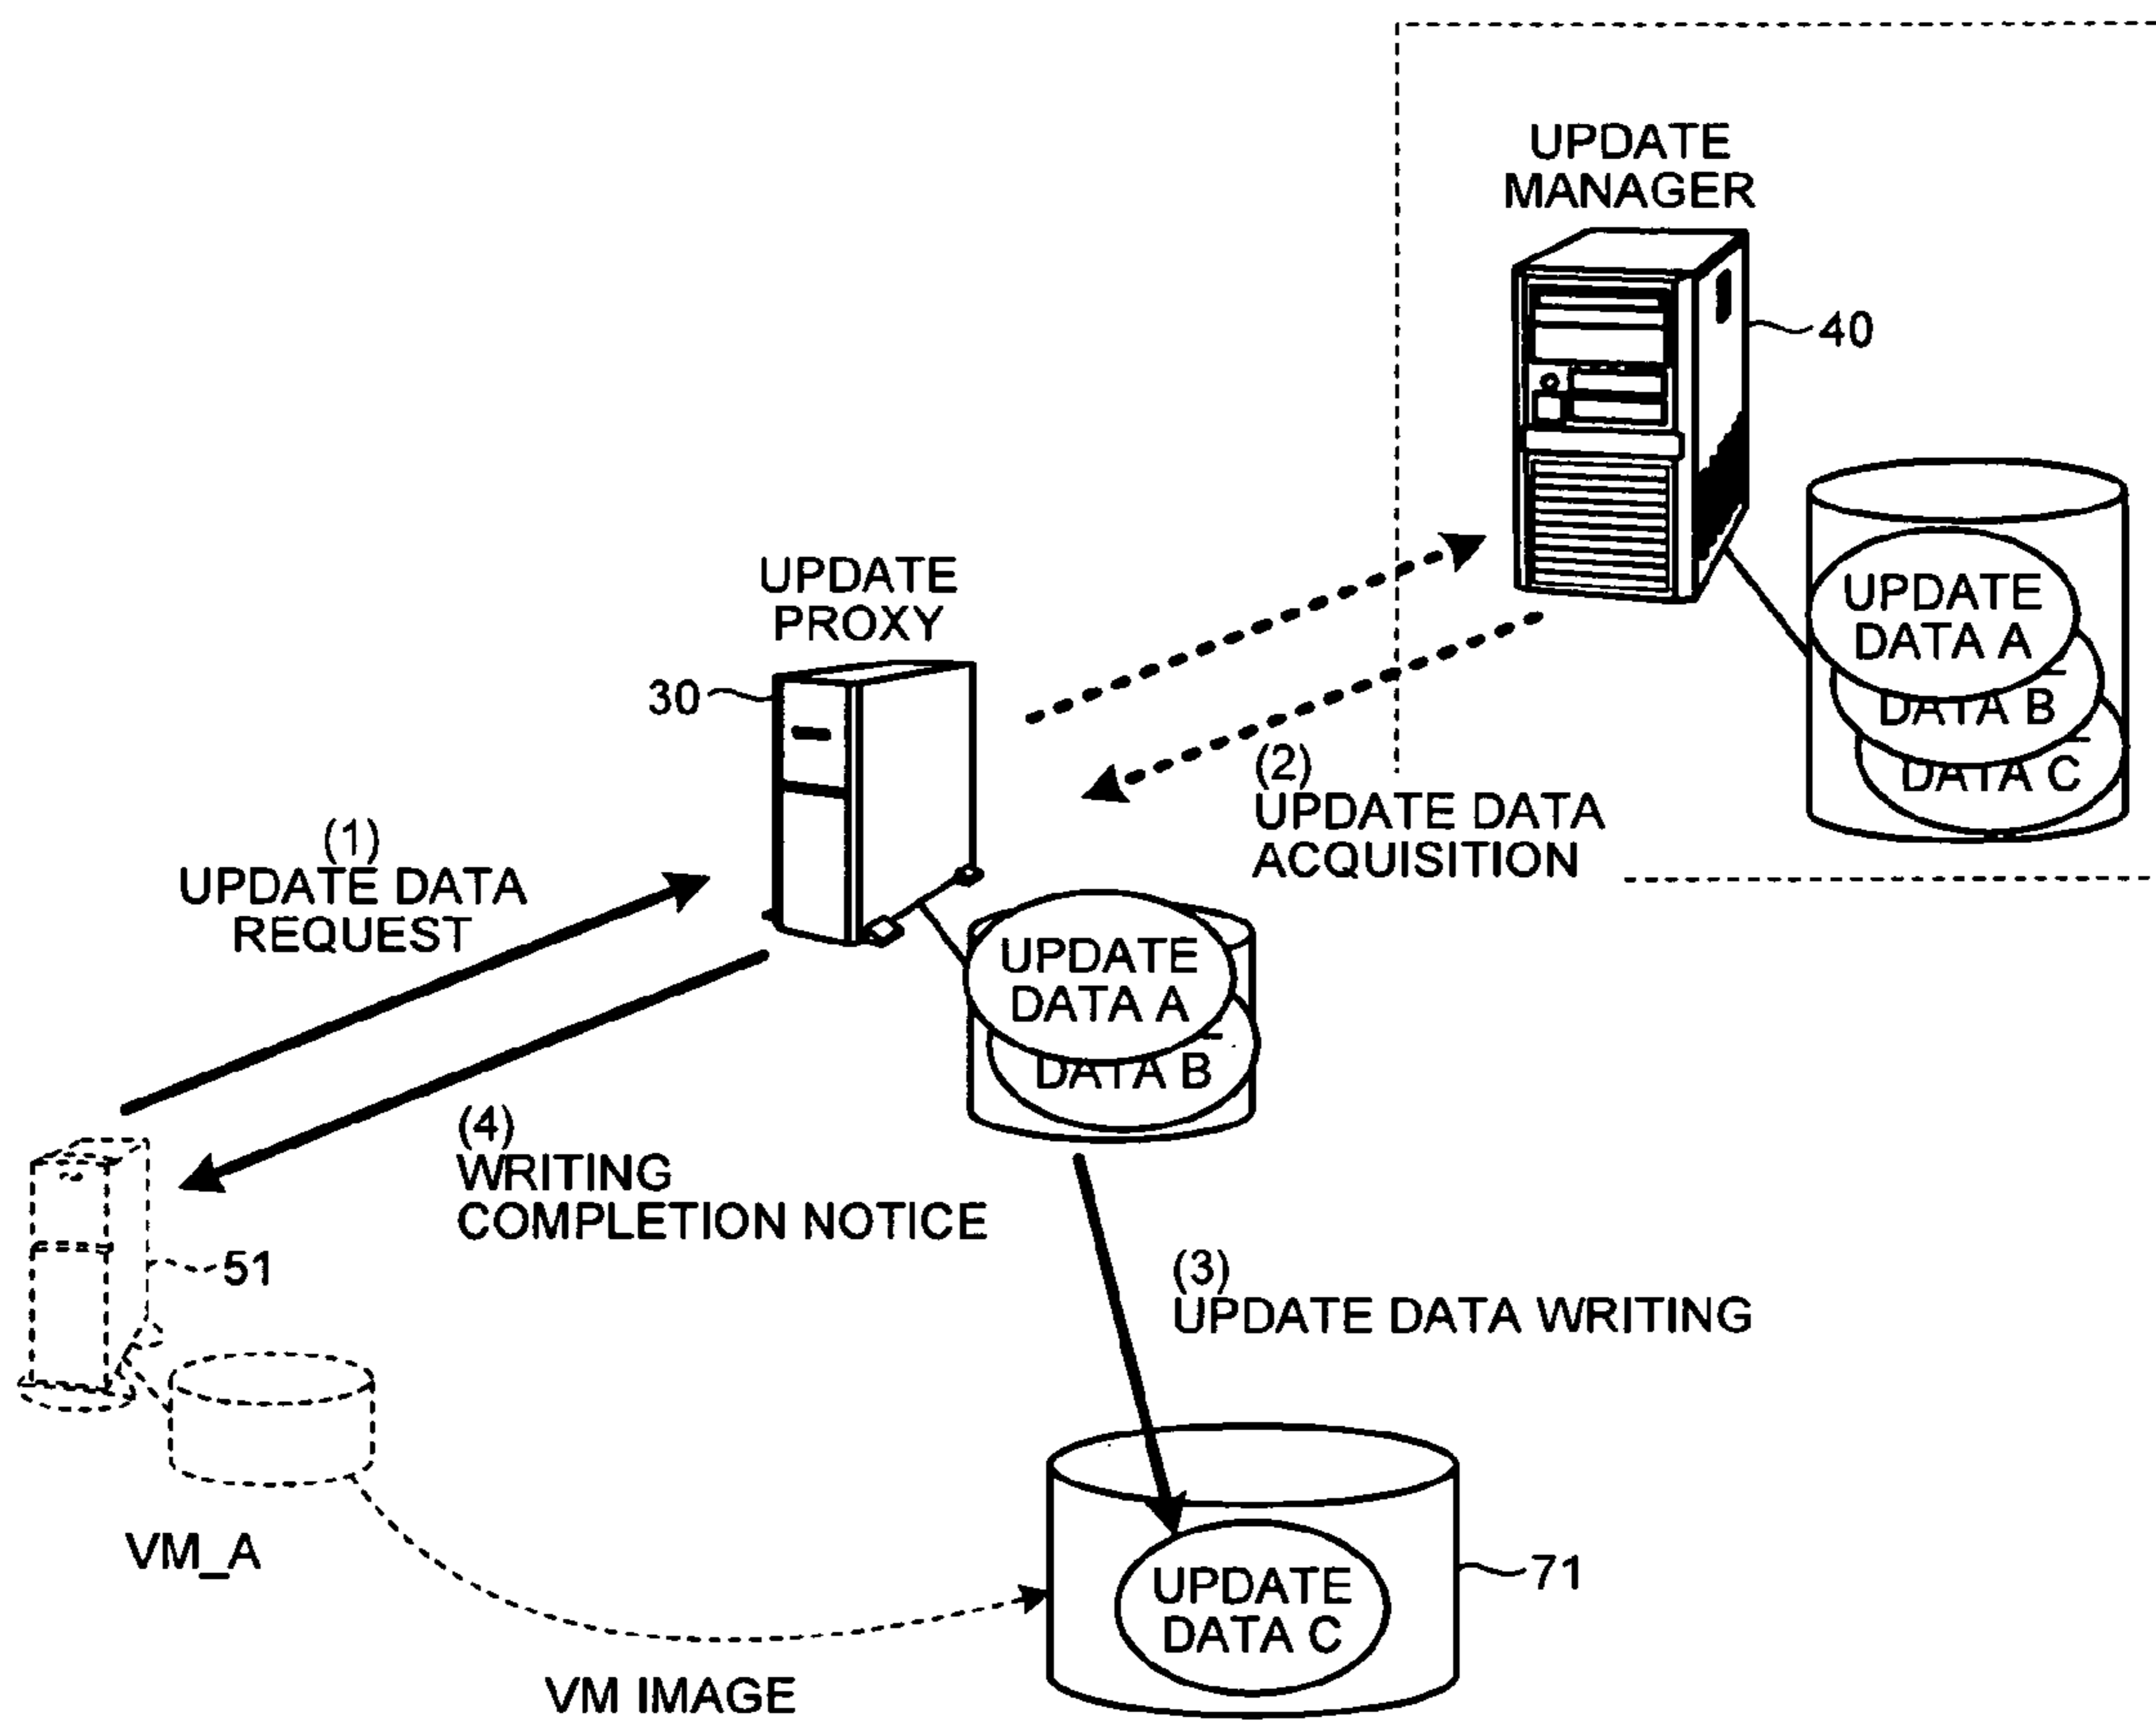 UPDATE
MANAGER
40
UPDATE
DATA A
DATA B
DATA C
UPDATE
PROXY
30
(2)
UPDATE DATA
ACQUISITION
(1)
UPDATE DATA
REQUEST
UPDATE
DATA A
DATA B
(4)
WRITING
COMPLETION NOTICE
51
(3)
UPDATE DATA WRITING
VM_A
UPDATE
DATA C
71
VM IMAGE